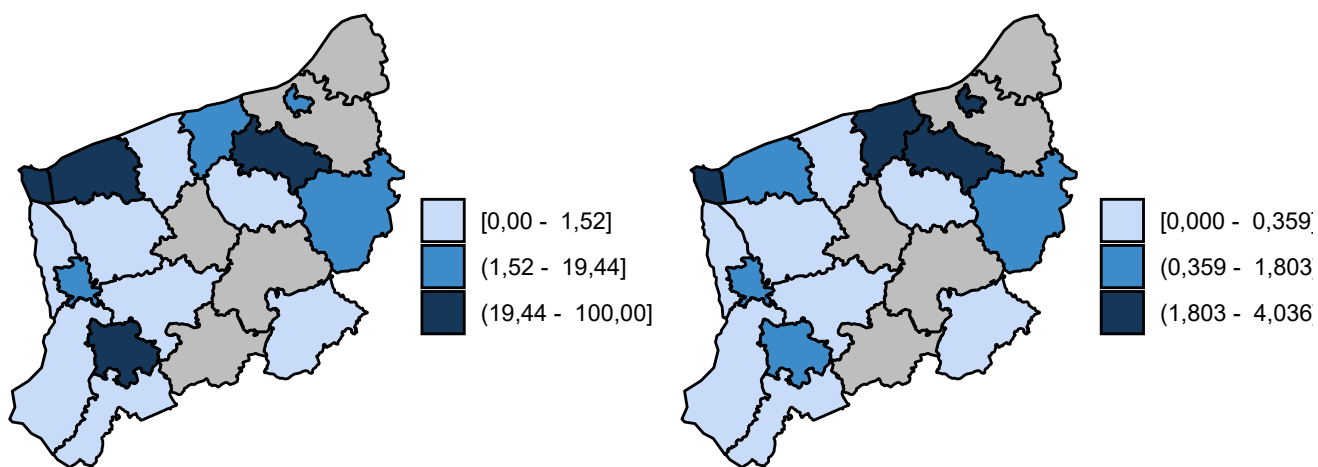 [0,00 - 1,52]
(1,52 - 19,44]
(19,44 - 100,00]
[0,000 - 0,359]
(0,359 - 1,803]
(1,803 - 4,036]